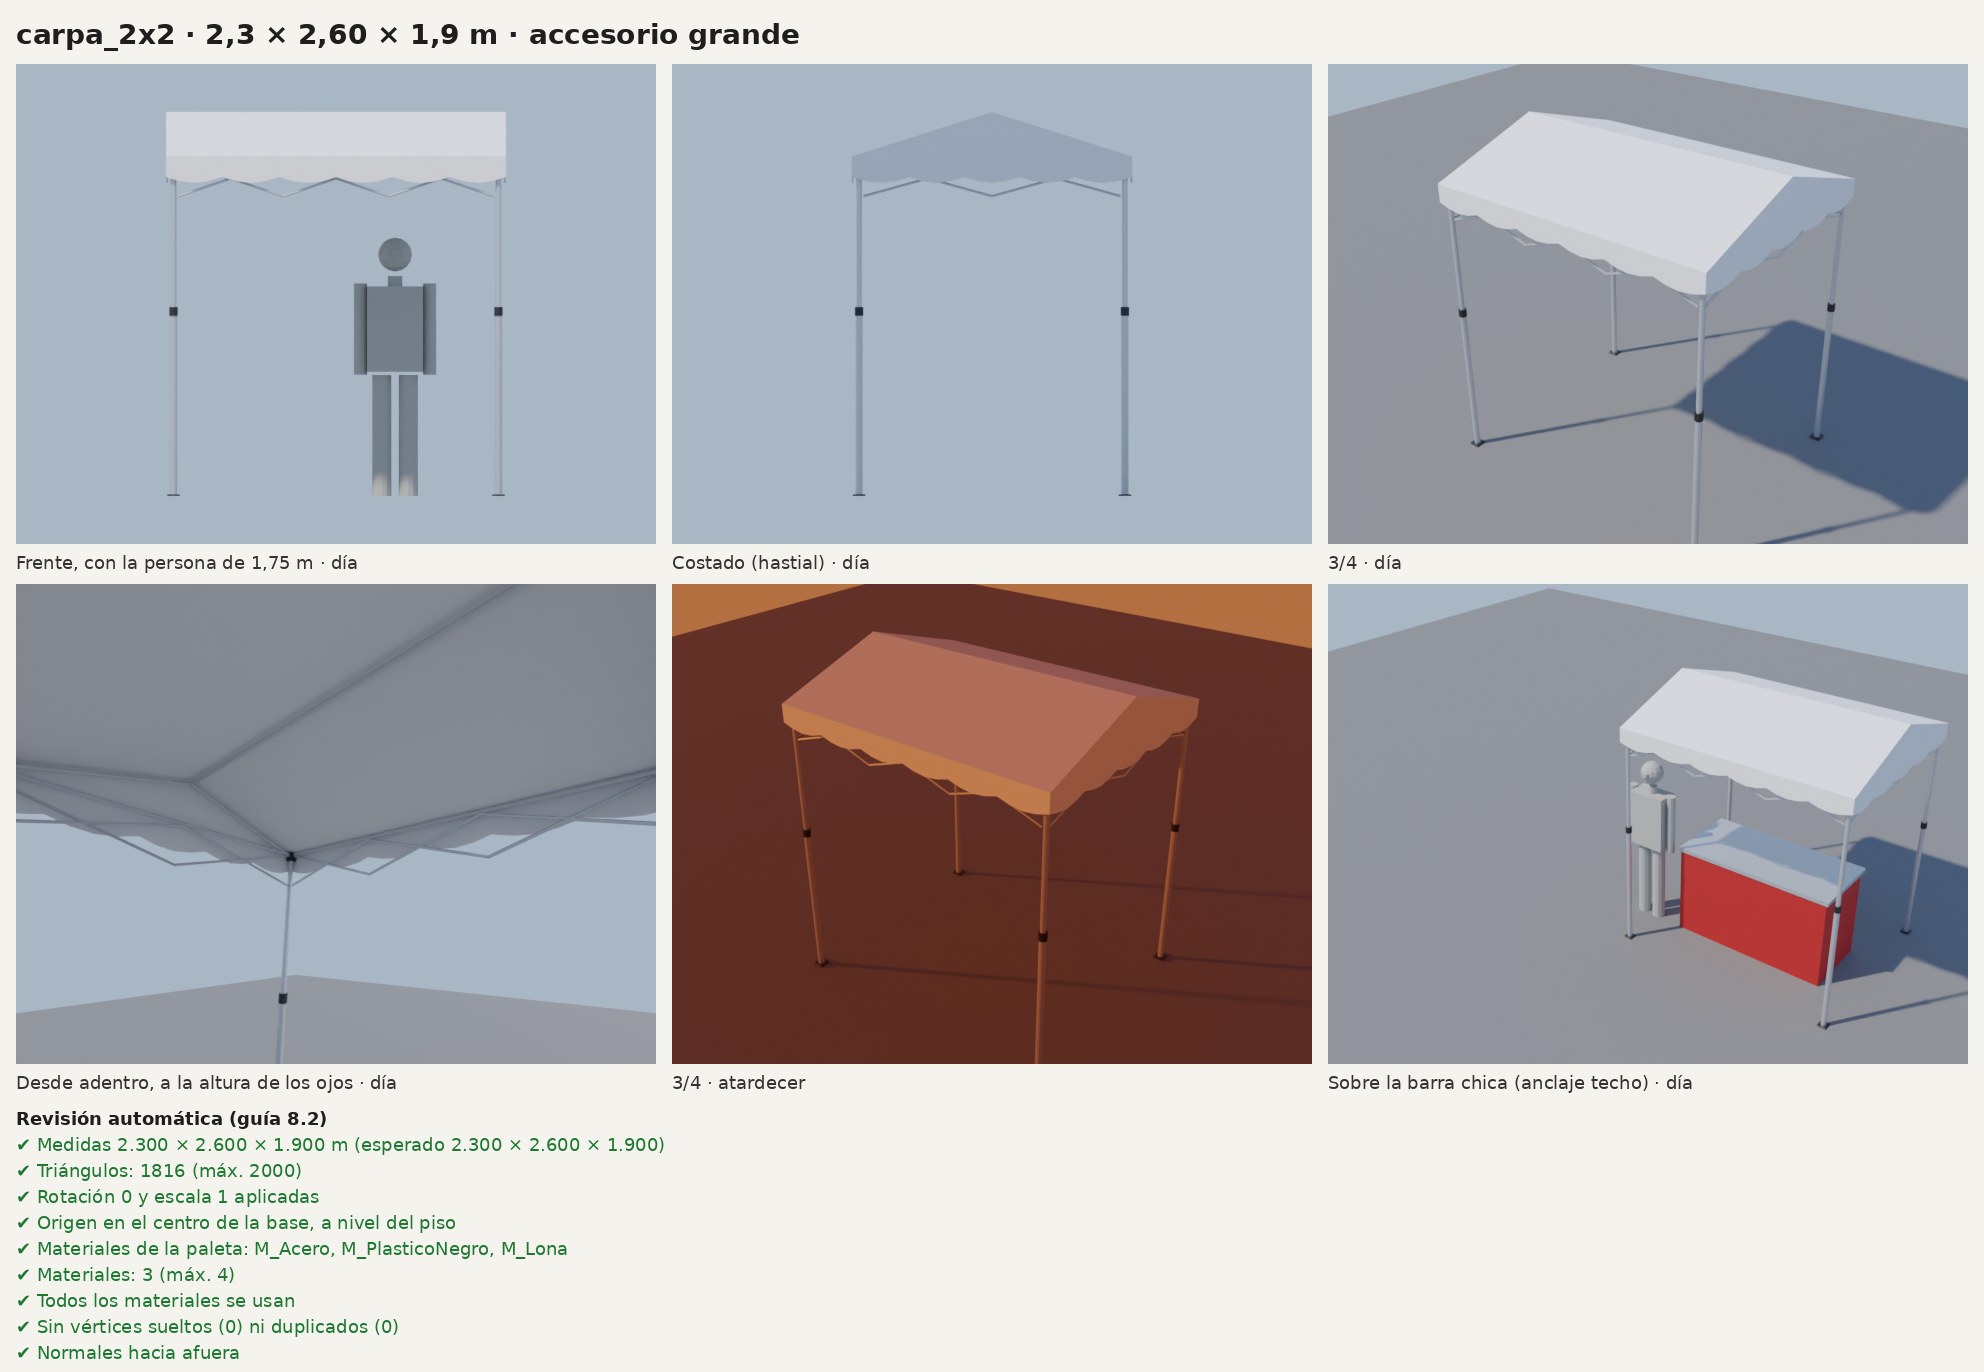 carpa_2x2 · 2,3 × 2,60 × 1,9 m · accesorio grande
Frente, con la persona de 1,75 m · día
Costado (hastial) · día
3/4 · día
Desde adentro, a la altura de los ojos · día
3/4 · atardecer
Sobre la barra chica (anclaje techo) · día
Revisión automática (guía 8.2)
✔ Medidas 2.300 × 2.600 × 1.900 m (esperado 2.300 × 2.600 × 1.900)
✔ Triángulos: 1816 (máx. 2000)
✔ Rotación 0 y escala 1 aplicadas
✔ Origen en el centro de la base, a nivel del piso
✔ Materiales de la paleta: M_Acero, M_PlasticoNegro, M_Lona
✔ Materiales: 3 (máx. 4)
✔ Todos los materiales se usan
✔ Sin vértices sueltos (0) ni duplicados (0)
✔ Normales hacia afuera